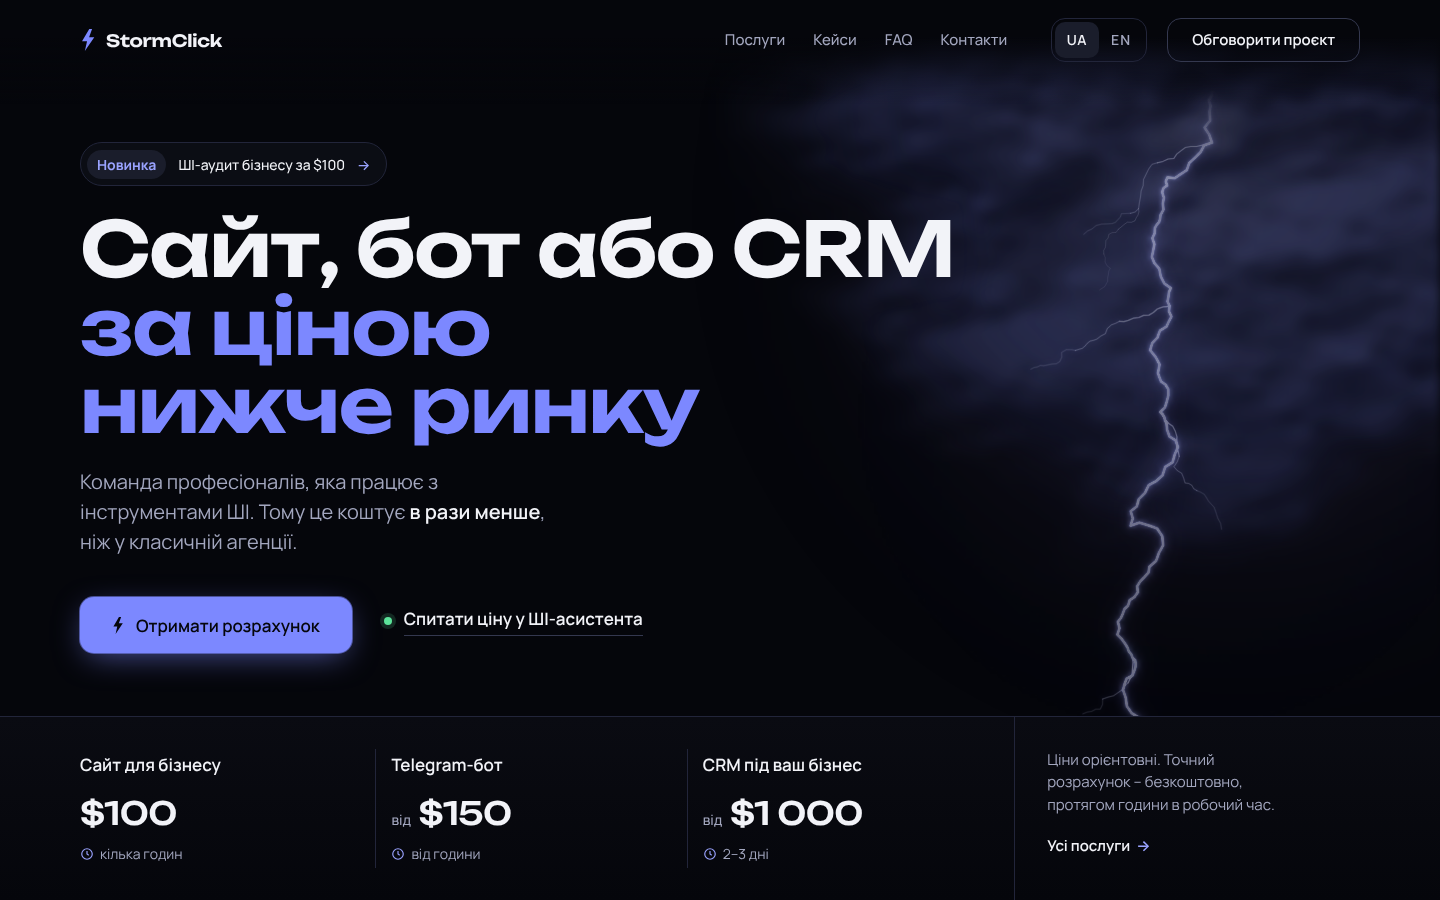 StormClick
Послуги
Кейси
FAQ
Контакти
UA
EN
Обговорити проєкт
Новинка
ШІ-аудит бізнесу за $100 →
Сайт, бот або CRM
за ціною
нижче ринку
Команда професіоналів, яка працює з
інструментами ШІ. Тому це коштує в рази менше,
ніж у класичній агенції.
Отримати розрахунок
Спитати ціну у ШІ-асистента
Сайт для бізнесу
$100
кілька годин
Telegram-бот
від $150
від години
CRM під ваш бізнес
від $1 000
2–3 дні
Ціни орієнтовні. Точний
розрахунок – безкоштовно,
протягом години в робочий час.
Усі послуги →